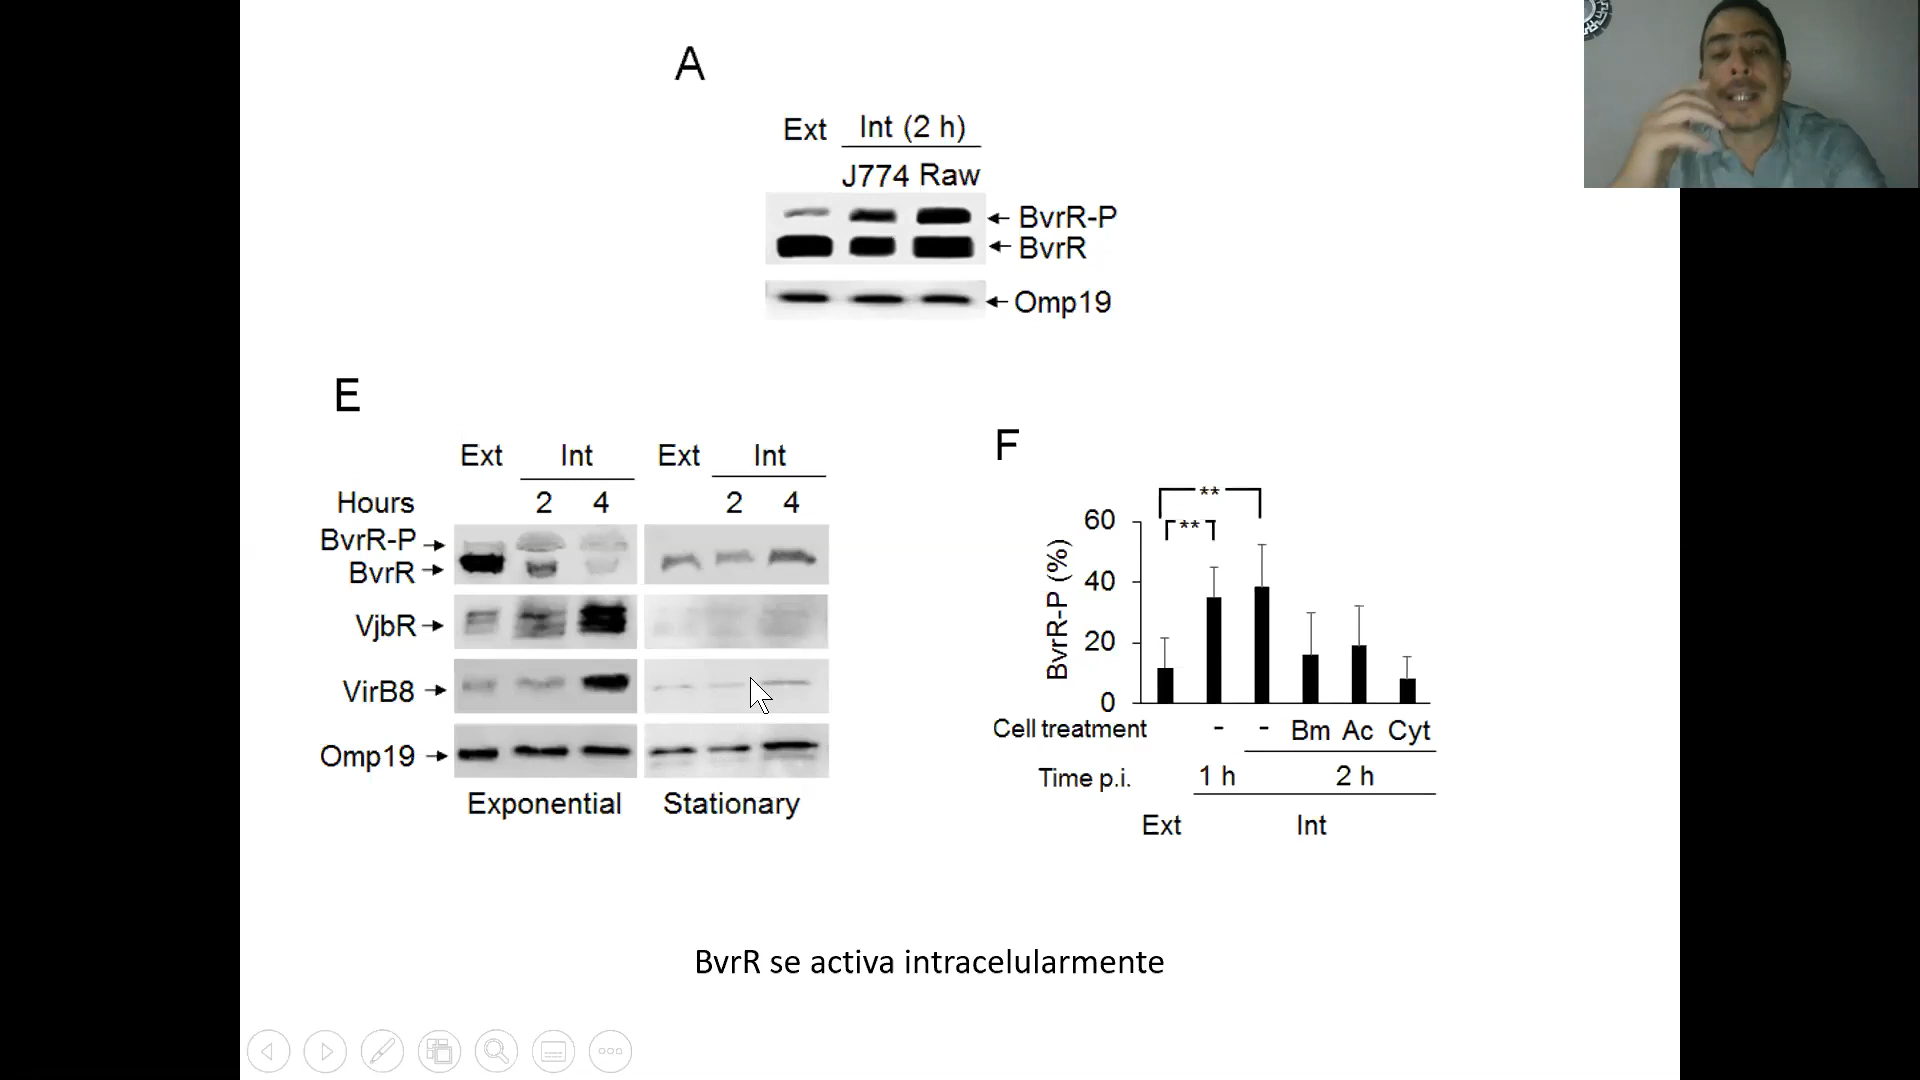 A
Ext Int (2 h)
J774 Raw
BvrR-P
BvrR
Omp19
E
Ext Int Ext Int
Hours 2 4 2 4
BvrR-P
BvrR
VjbR
VirB8
Omp19
Exponential Stationary
F
** 
**
60
40
20
0
BvrR-P (%)
Cell treatment - - Bm Ac Cyt
Time p.i. 1 h 2 h
Ext Int
BvrR se activa intracelularmente